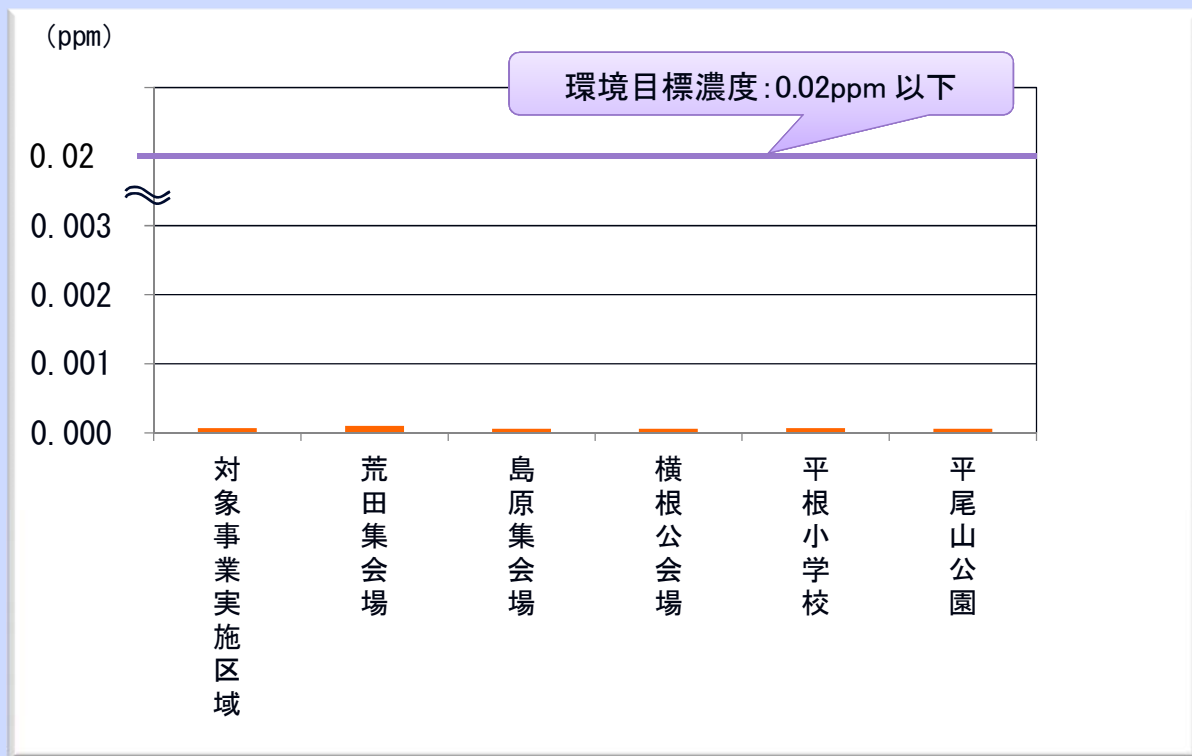 （ppm）
環境目標濃度：0.02ppm 以下
0.02
0.003
0.002
0.001
0.000
対象事業実施区域
荒田集会場
島原集会場
横根公会場
平根小学校
平尾山公園